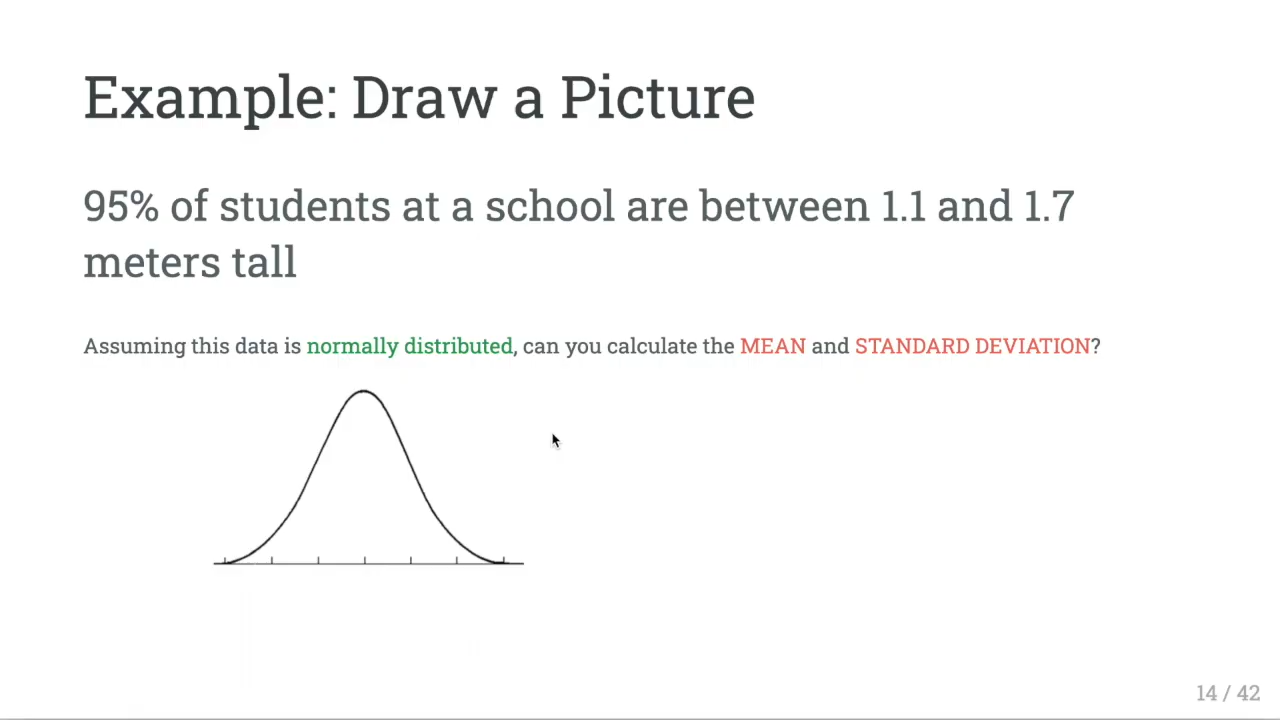 Example: Draw a Picture
95% of students at a school are between 1.1 and 1.7
meters tall
Assuming this data is normally distributed, can you calculate the MEAN and STANDARD DEVIATION?
14 / 42